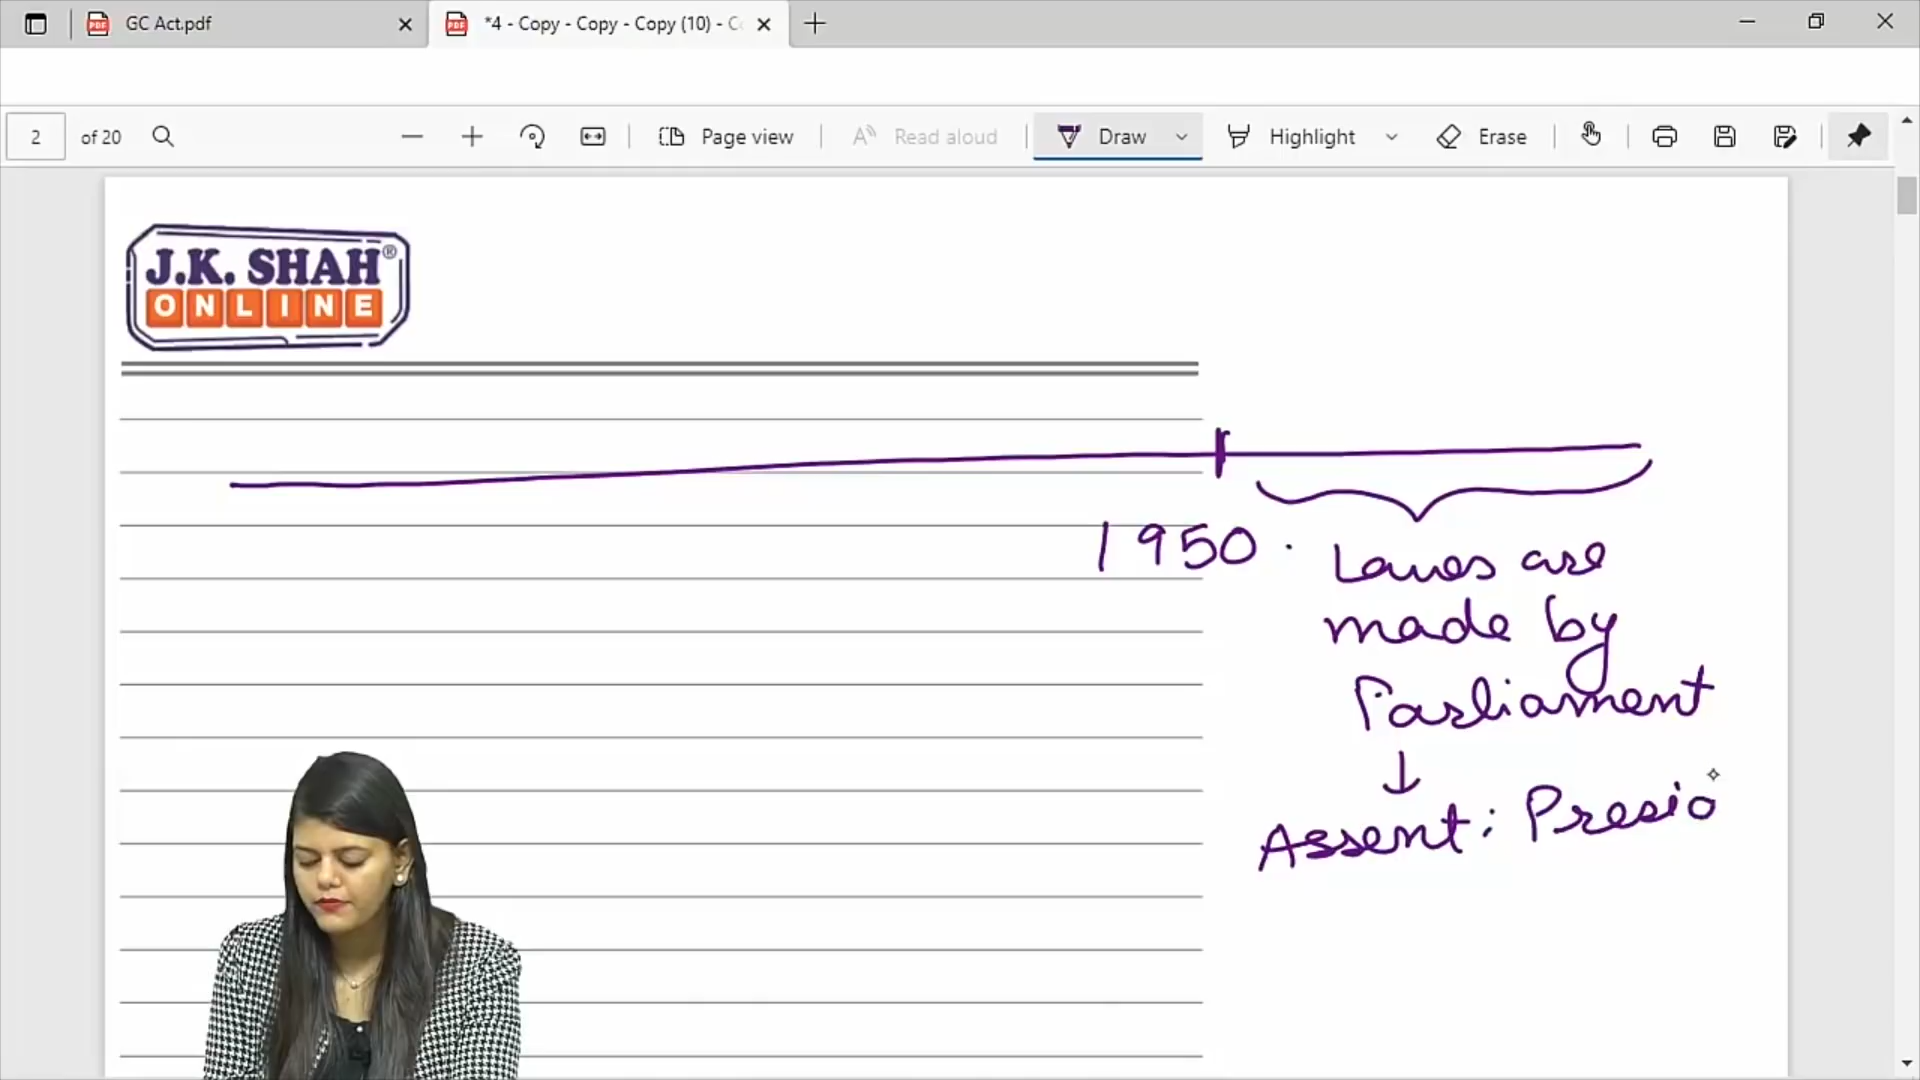 GC Act.pdf
*4 - Copy - Copy - Copy (10) - C
2 of 20
Page view
Read aloud
Draw
Highlight
Erase
J.K. SHAH®
ONLINE
1950.
Laws are
made by
Parliament
↓
Assent: Presid